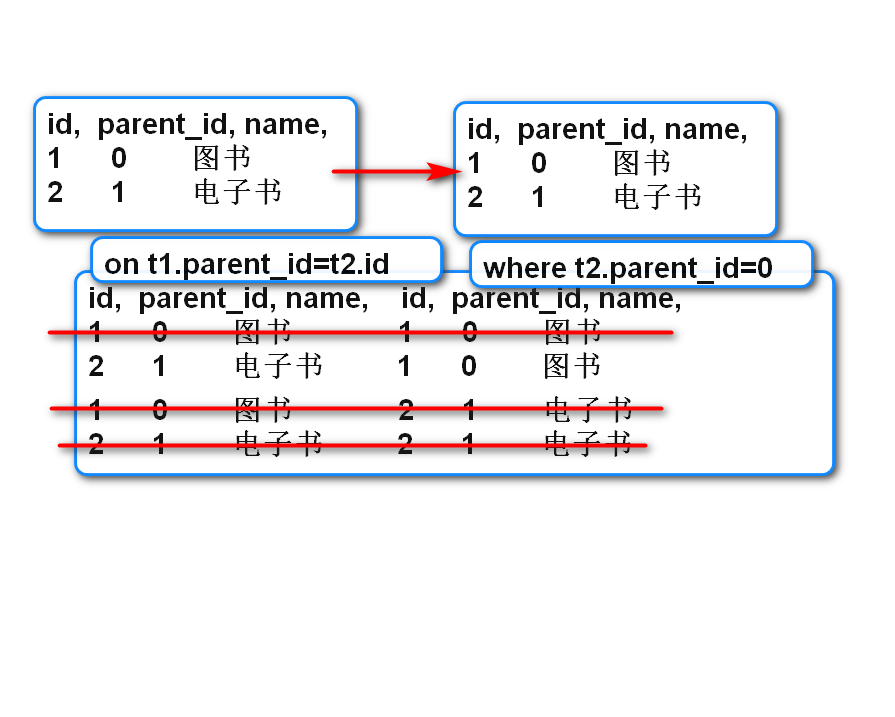 id, parent_id, name,
1 0 图书
2 1 电子书
id, parent_id, name,
1 0 图书
2 1 电子书
on t1.parent_id=t2.id
where t2.parent_id=0
id, parent_id, name, id, parent_id, name,
1 0 图书 1 0 图书
2 1 电子书 1 0 图书
1 0 图书 2 1 电子书
2 1 电子书 2 1 电子书